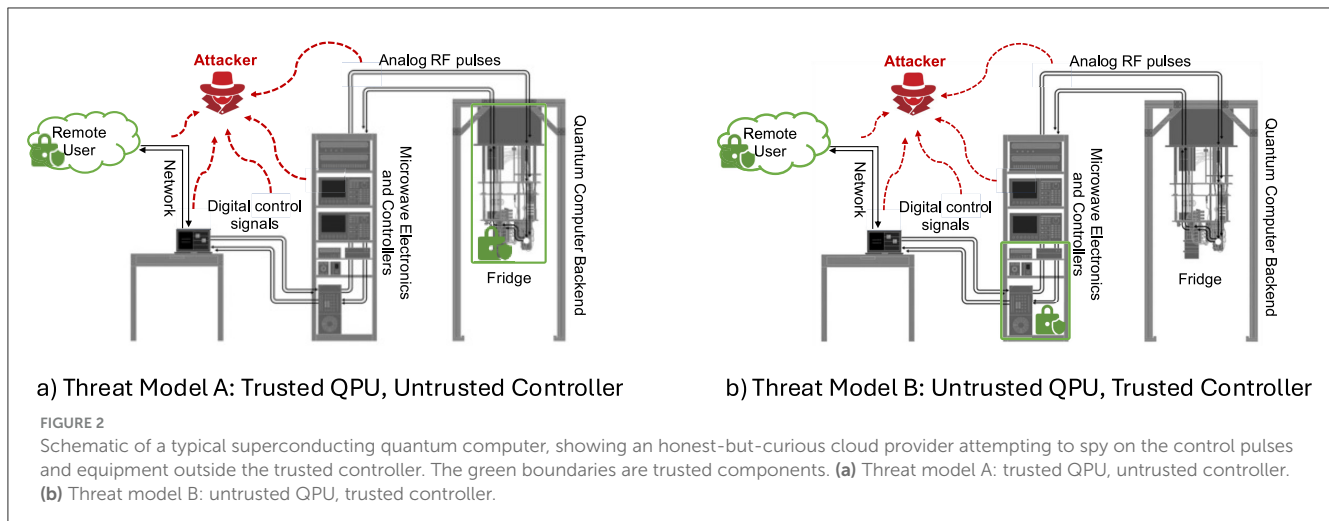 Attacker
Analog RF pulses
Remote
User
Network
Digital control
signals
Microwave Electronics
and Controllers
Fridge
Quantum Computer Backend
a) Threat Model A: Trusted QPU, Untrusted Controller
Attacker
Analog RF pulses
Remote
User
Network
Digital control
signals
Microwave Electronics
and Controllers
Fridge
Quantum Computer Backend
b) Threat Model B: Untrusted QPU, Trusted Controller
FIGURE 2
Schematic of a typical superconducting quantum computer, showing an honest-but-curious cloud provider attempting to spy on the control pulses
and equipment outside the trusted controller. The green boundaries are trusted components. (a) Threat model A: trusted QPU, untrusted controller.
(b) Threat model B: untrusted QPU, trusted controller.